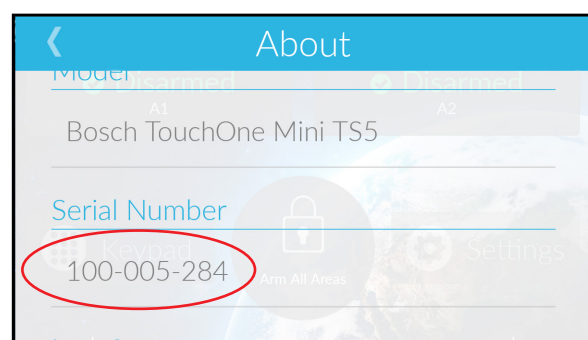 About
Model
Disarmed
Disarmed
A1
A2
Bosch TouchOne Mini TS5
Serial Number
Keypad
Settings
100-005-284
Arm All Areas